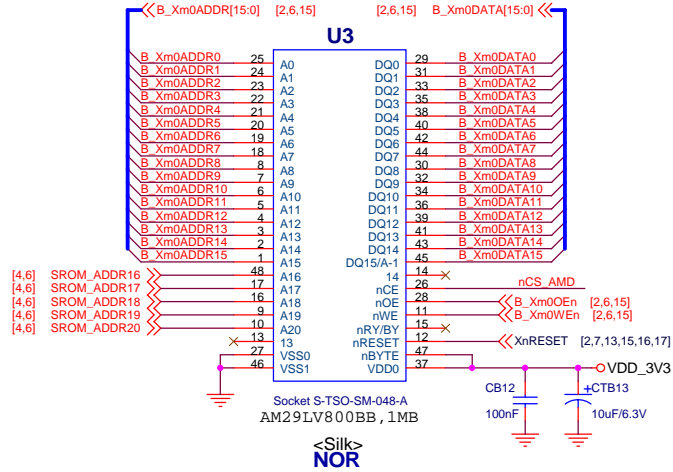 B_Xm0ADDR[15:0] [2,6,15] [2,6,15] B_Xm0DATA[15:0]
U3
B_Xm0ADDR0 25 A0 DQ0 29 B_Xm0DATA0
B_Xm0ADDR1 24 A1 DQ1 31 B_Xm0DATA1
B_Xm0ADDR2 23 A2 DQ2 33 B_Xm0DATA2
B_Xm0ADDR3 22 A3 DQ3 35 B_Xm0DATA3
B_Xm0ADDR4 21 A4 DQ4 38 B_Xm0DATA4
B_Xm0ADDR5 20 A5 DQ5 40 B_Xm0DATA5
B_Xm0ADDR6 19 A6 DQ6 42 B_Xm0DATA6
B_Xm0ADDR7 18 A7 DQ7 44 B_Xm0DATA7
B_Xm0ADDR8 8 A8 DQ8 30 B_Xm0DATA8
B_Xm0ADDR9 7 A9 DQ9 32 B_Xm0DATA9
B_Xm0ADDR10 6 A10 DQ10 34 B_Xm0DATA10
B_Xm0ADDR11 5 A11 DQ11 36 B_Xm0DATA11
B_Xm0ADDR12 4 A12 DQ12 39 B_Xm0DATA12
B_Xm0ADDR13 3 A13 DQ13 41 B_Xm0DATA13
B_Xm0ADDR14 2 A14 DQ14 43 B_Xm0DATA14
B_Xm0ADDR15 1 A15 DQ15/A-1 45 B_Xm0DATA15
[4,6] SROM_ADDR16 48 A16 14 14
[4,6] SROM_ADDR17 17 A17 nCE 26 nCS_AMD
[4,6] SROM_ADDR18 16 A18 nOE 28 B_Xm0OEn [2,6,15]
[4,6] SROM_ADDR19 9 A19 nWE 11 B_Xm0WEn [2,6,15]
[4,6] SROM_ADDR20 10 A20 nRY/BY 15
13 13 nRESET 12 XnRESET [2,7,13,15,16,17]
27 VSS0 nBYTE 47
46 VSS1 VDD0 37 VDD_3V3
CB12 + CTB13
100nF 10uF/6.3V
Socket S-TSO-SM-048-A
AM29LV800BB,1MB
<Silk>
NOR